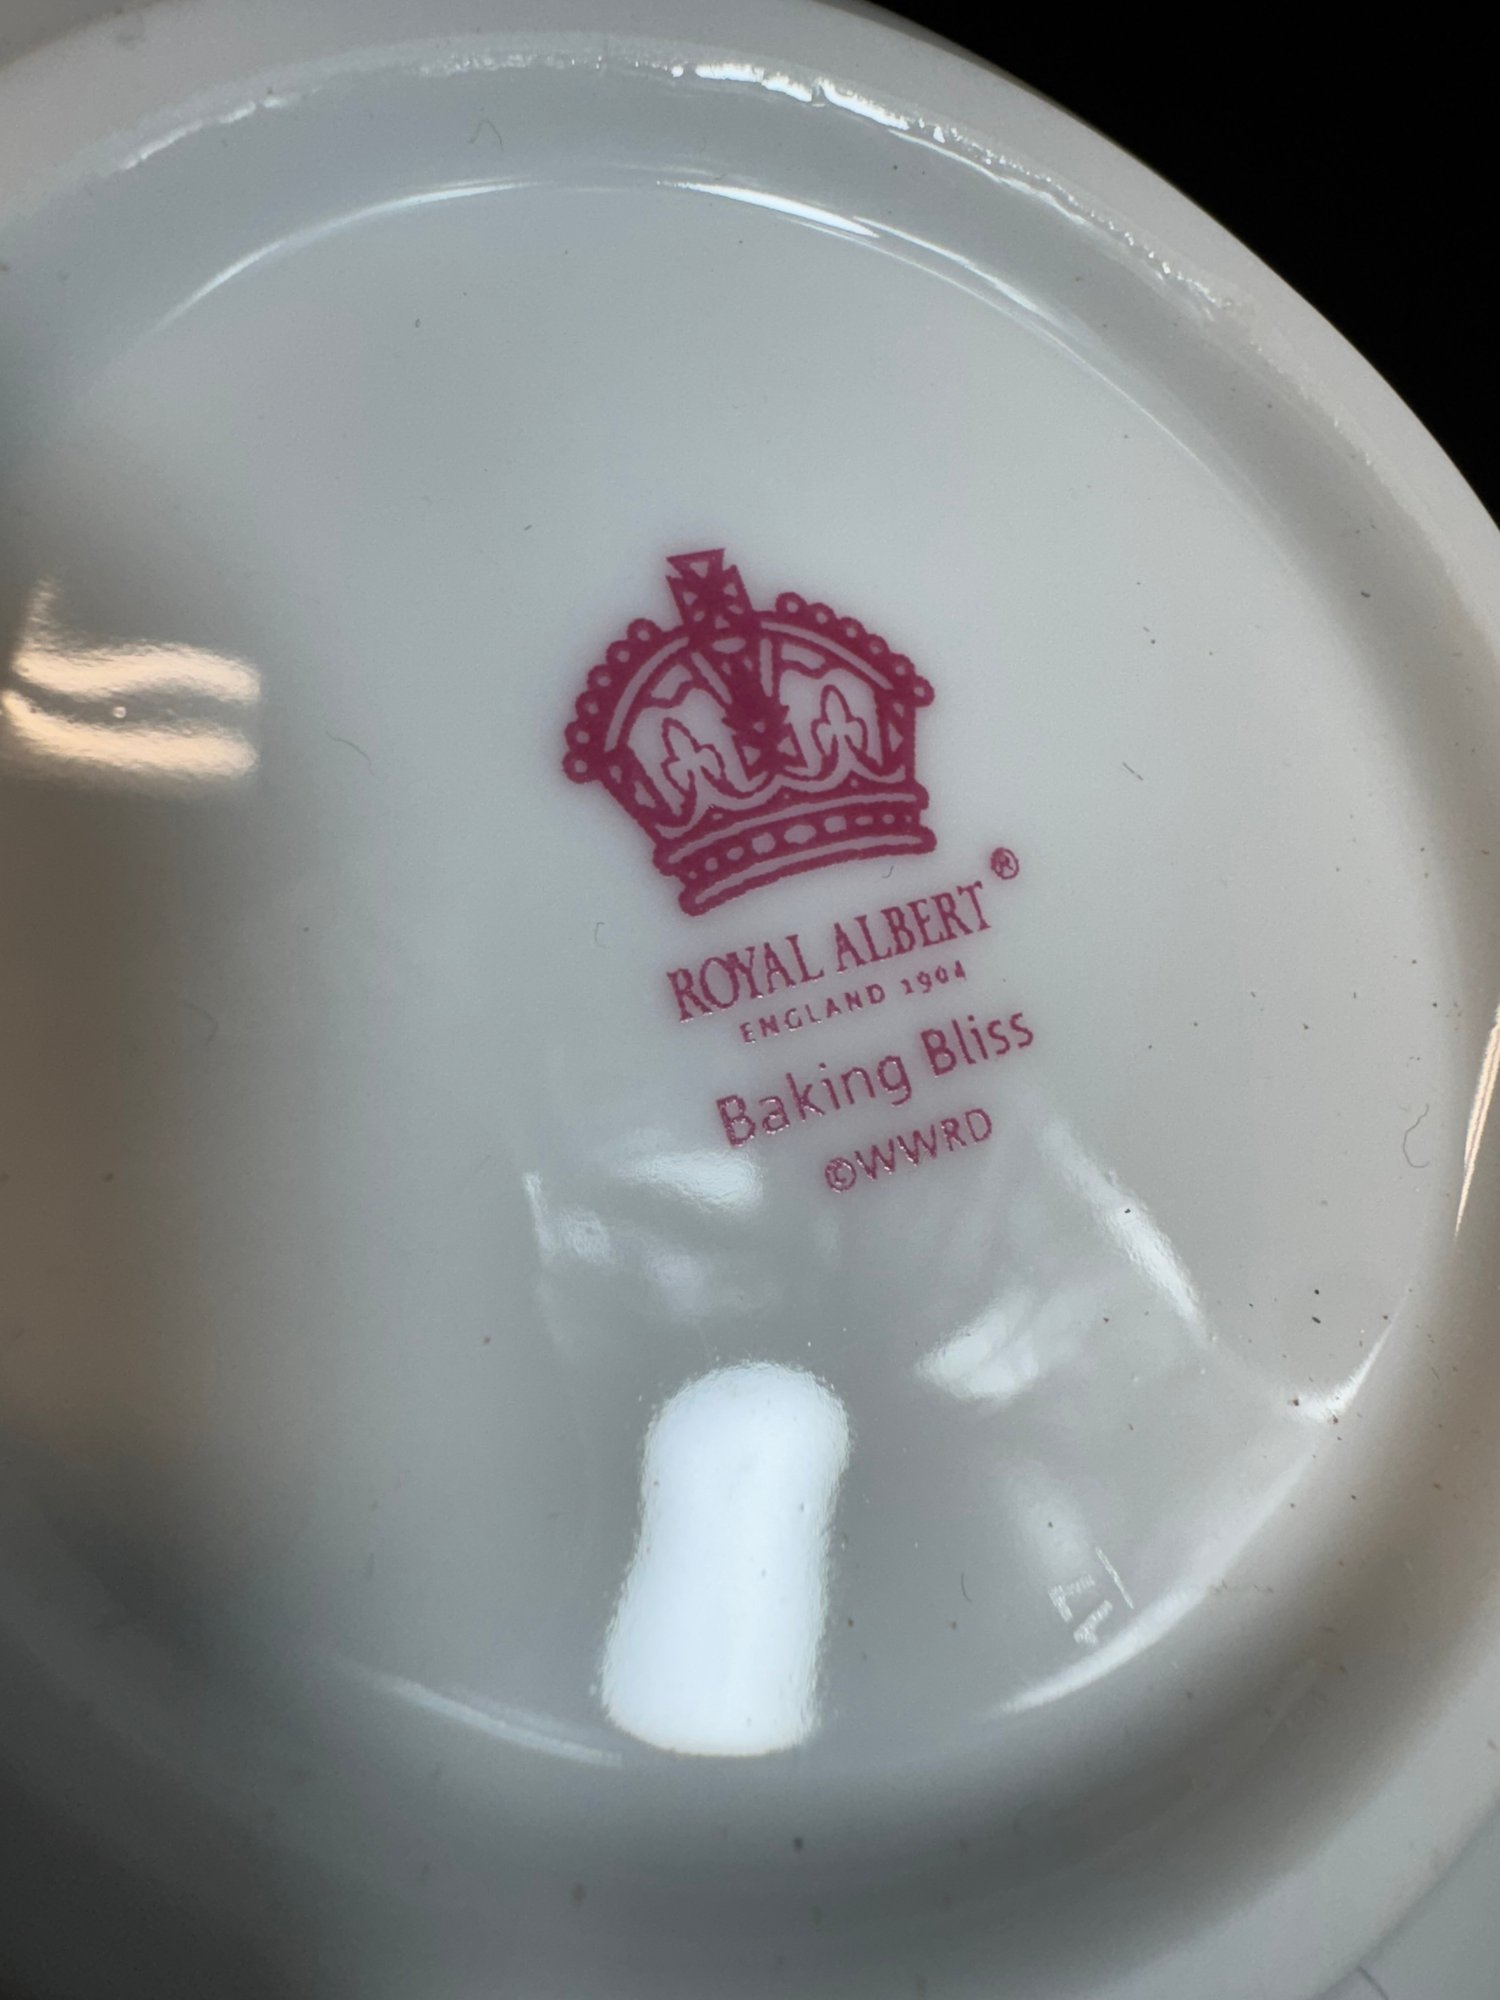 ROYAL ALBERT®
ENGLAND 1904
Baking Bliss
©WWRD